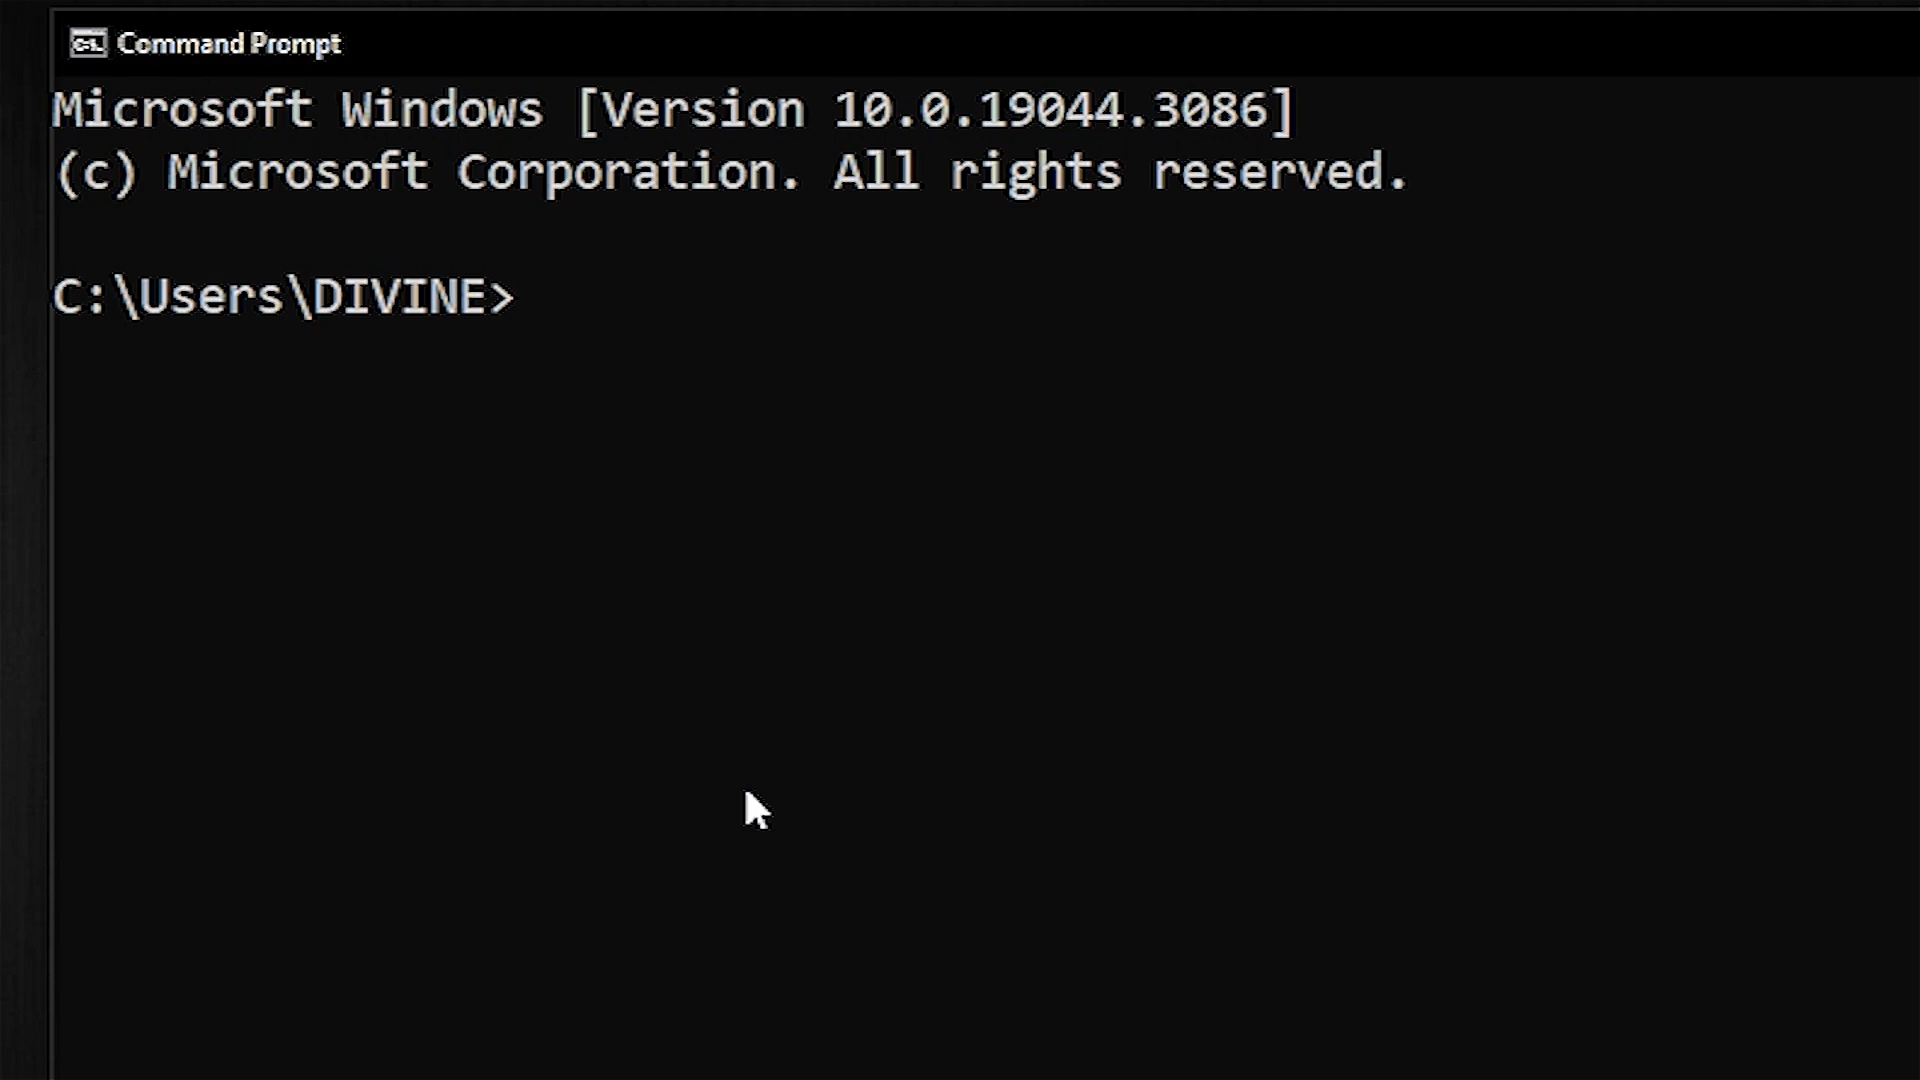 Command Prompt
Microsoft Windows [Version 10.0.19044.3086]
(c) Microsoft Corporation. All rights reserved.
C:\Users\DIVINE>